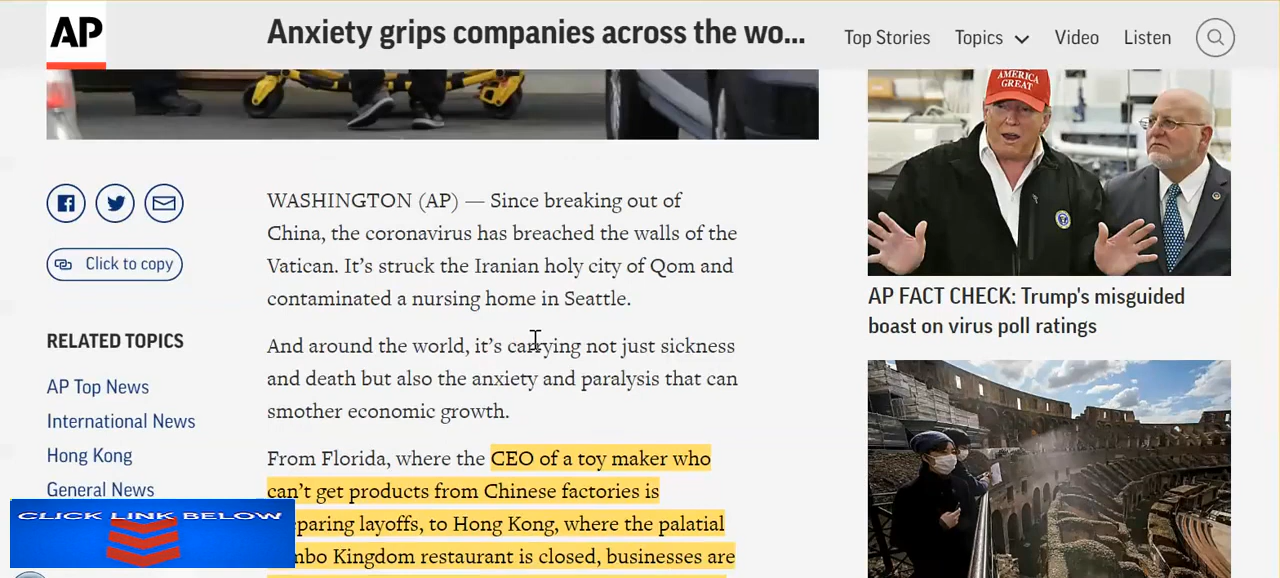 AP
Anxiety grips companies across the wo...
Top Stories
Topics
Video
Listen
AMERICA
GREAT
Click to copy
WASHINGTON (AP) — Since breaking out of
China, the coronavirus has breached the walls of the
Vatican. It’s struck the Iranian holy city of Qom and
contaminated a nursing home in Seattle.
And around the world, it’s carrying not just sickness
and death but also the anxiety and paralysis that can
smother economic growth.
From Florida, where the CEO of a toy maker who
can’t get products from Chinese factories is
eparing layoffs, to Hong Kong, where the palatial
mbo Kingdom restaurant is closed, businesses are
RELATED TOPICS
AP Top News
International News
Hong Kong
General News
CLICK LINK BELOW
AP FACT CHECK: Trump's misguided
boast on virus poll ratings